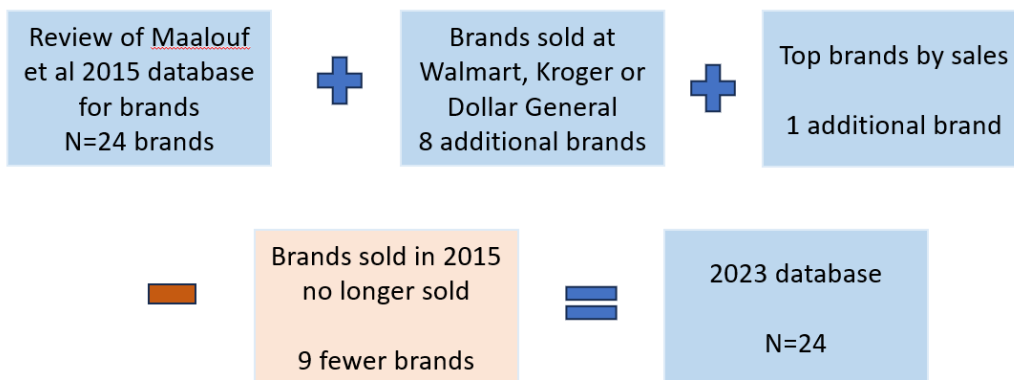 Review of Maalouf
et al 2015 database
for brands
N=24 brands
Brands sold at
Walmart, Kroger or
Dollar General
8 additional brands
Top brands by sales
1 additional brand
Brands sold in 2015
no longer sold
9 fewer brands
2023 database
N=24